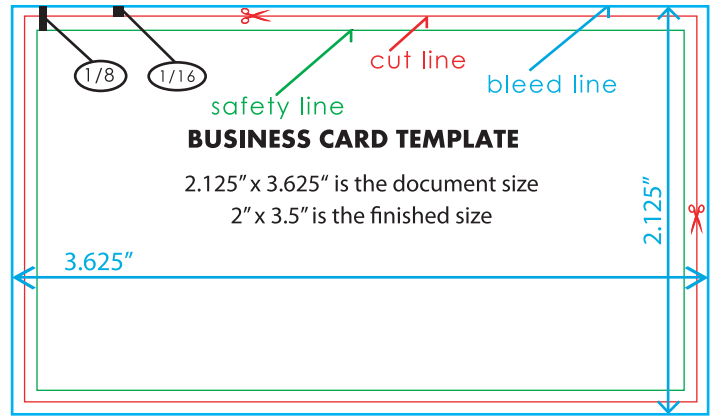 1/8
1/16
cut line
bleed line
safety line
BUSINESS CARD TEMPLATE
2.125” x 3.625“ is the document size
2” x 3.5” is the finished size
2.125”
3.625”